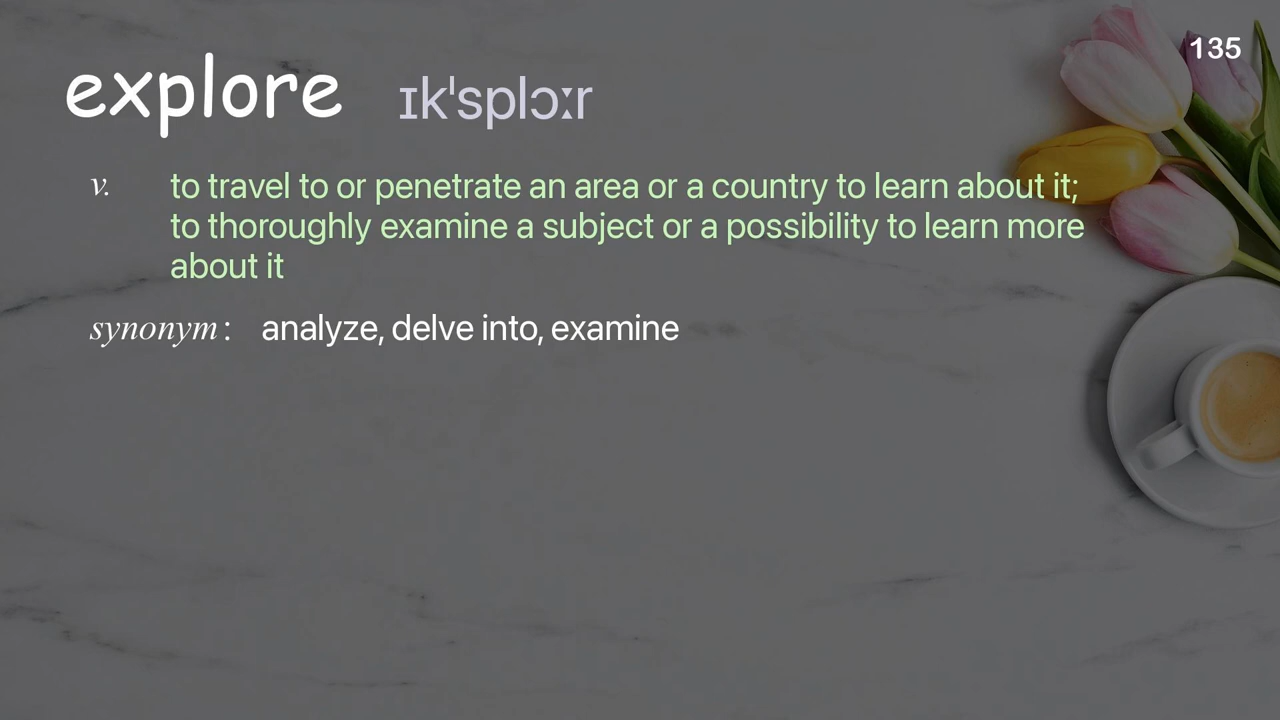 135
explore ɪkˈsplɔːr
v. to travel to or penetrate an area or a country to learn about it;
to thoroughly examine a subject or a possibility to learn more
about it
synonym: analyze, delve into, examine